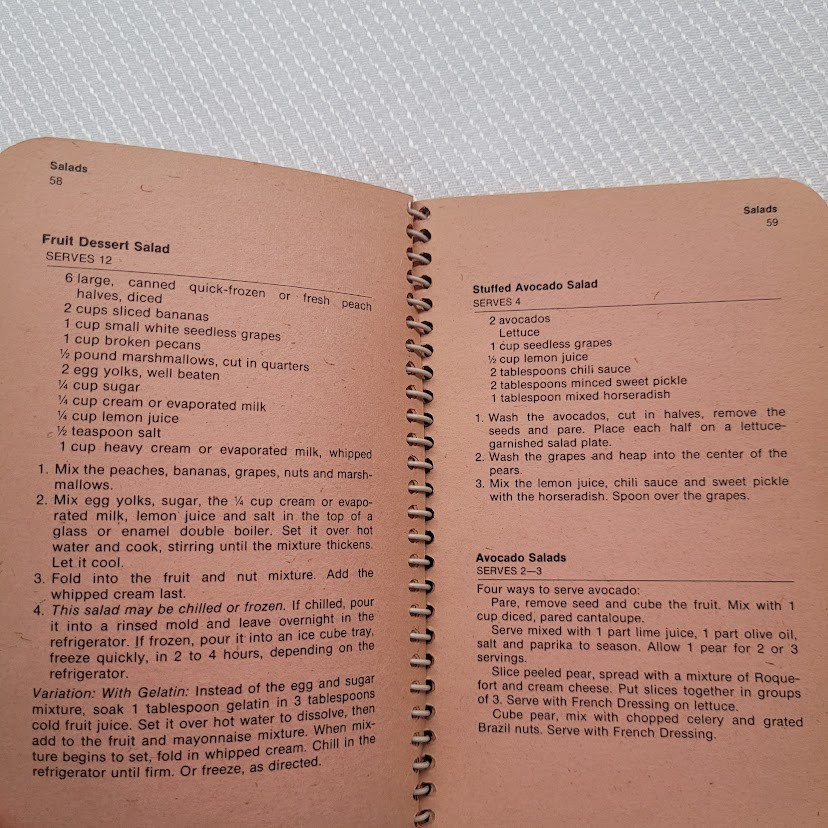 Salads
58
Fruit Dessert Salad
SERVES 12
6 large, canned quick-frozen or fresh peach
halves, diced
2 cups sliced bananas
1 cup small white seedless grapes
1 cup broken pecans
½ pound marshmallows, cut in quarters
2 egg yolks, well beaten
¼ cup sugar
¼ cup cream or evaporated milk
¼ cup lemon juice
½ teaspoon salt
1 cup heavy cream or evaporated milk, whipped
1. Mix the peaches, bananas, grapes, nuts and marsh-
mallows.
2. Mix egg yolks, sugar, the ¼ cup cream or evapo-
rated milk, lemon juice and salt in the top of a
glass or enamel double boiler. Set it over hot
water and cook, stirring until the mixture thickens.
Let it cool.
3. Fold into the fruit and nut mixture. Add the
whipped cream last.
4. This salad may be chilled or frozen. If chilled, pour
it into a rinsed mold and leave overnight in the
refrigerator. If frozen, pour it into an ice cube tray,
freeze quickly, in 2 to 4 hours, depending on the
refrigerator.
Variation: With Gelatin: Instead of the egg and sugar
mixture, soak 1 tablespoon gelatin in 3 tablespoons
cold fruit juice. Set it over hot water to dissolve, then
add to the fruit and mayonnaise mixture. When mix-
ture begins to set, fold in whipped cream. Chill in the
refrigerator until firm. Or freeze, as directed.
Salads
59
Stuffed Avocado Salad
SERVES 4
2 avocados
Lettuce
1 cup seedless grapes
½ cup lemon juice
2 tablespoons chili sauce
2 tablespoons minced sweet pickle
1 tablespoon mixed horseradish
1. Wash the avocados, cut in halves, remove the
seeds and pare. Place each half on a lettuce-
garnished salad plate.
2. Wash the grapes and heap into the center of the
pears.
3. Mix the lemon juice, chili sauce and sweet pickle
with the horseradish. Spoon over the grapes.
Avocado Salads
SERVES 2—3
Four ways to serve avocado:
Pare, remove seed and cube the fruit. Mix with 1
cup diced, pared cantaloupe.
Serve mixed with 1 part lime juice, 1 part olive oil,
salt and paprika to season. Allow 1 pear for 2 or 3
servings.
Slice peeled pear, spread with a mixture of Roque-
fort and cream cheese. Put slices together in groups
of 3. Serve with French Dressing on lettuce.
Cube pear, mix with chopped celery and grated
Brazil nuts. Serve with French Dressing.